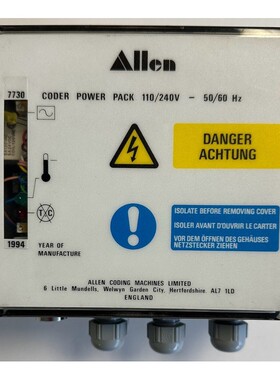 Allen
7730
CODER POWER PACK 110/240V - 50/60 Hz
DANGER
ACHTUNG
T C
ISOLATE BEFORE REMOVING COVER
ISOLER AVANT D'OUVRIR LE CARTER
VOR DEM ÖFFNEN DES GEHÄUSES
NETZSTECKER ZIEHEN
1994
YEAR OF
MANUFACTURE
ALLEN CODING MACHINES LIMITED
6 Little Mundells, Welwyn Garden City, Hertfordshire. AL7 1LD
ENGLAND